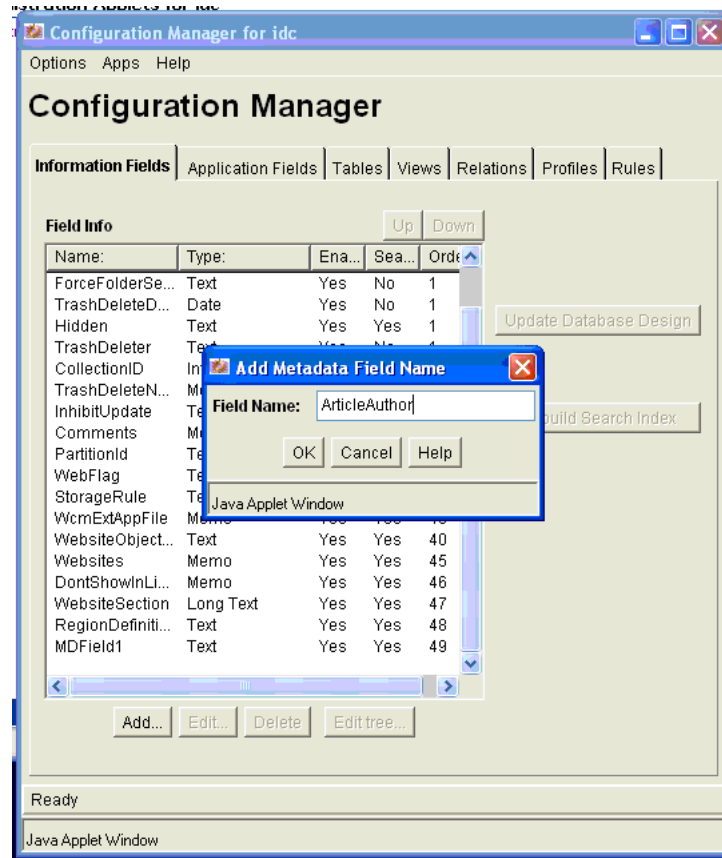 Configuration Manager for idc
Options Apps Help
Configuration Manager
Information Fields Application Fields Tables Views Relations Profiles Rules
Field Info Up Down
Name: Type: Ena... Sea... Orde
ForceFolderSe... Text Yes No 1
TrashDeleteD... Date Yes No 1
Hidden Text Yes Yes 1
Update Database Design
TrashDeleter
CollectionID
TrashDeleteN...
InhibitUpdate
Comments
PartitionId
WebFlag
StorageRule
WcmExtAppFile
Add Metadata Field Name
Field Name: ArticleAuthor
OK Cancel Help
Java Applet Window
Search Index
WebsiteObject... Text Yes Yes 40
Websites Memo Yes Yes 45
DontShowInLi... Memo Yes Yes 46
WebsiteSection Long Text Yes Yes 47
RegionDefiniti... Text Yes Yes 48
MDField1 Text Yes Yes 49
Add... Edit... Delete Edit tree...
Ready
Java Applet Window